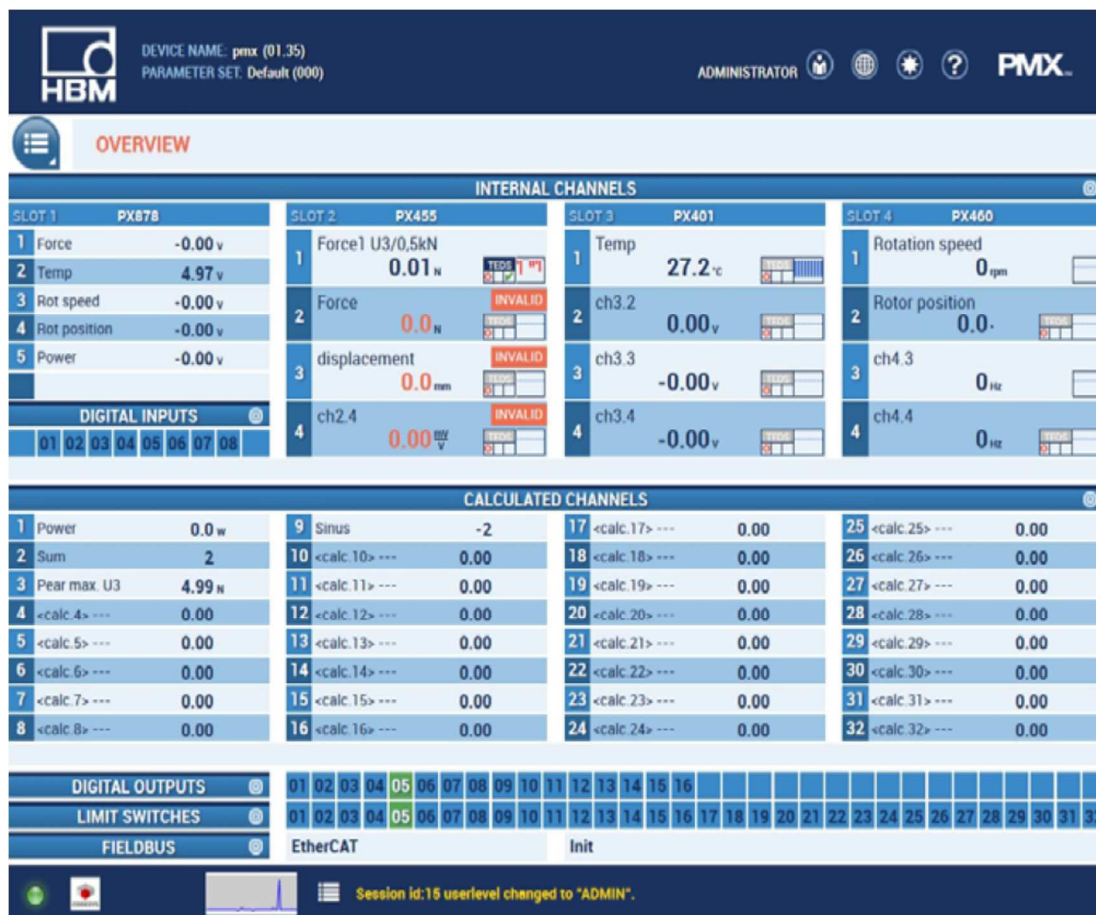 HBM
DEVICE NAME: pmx (01.35)
PARAMETER SET: Default (000)
ADMINISTRATOR
?
PMX
OVERVIEW
INTERNAL CHANNELS
SLOT 1 PX878
1 Force -0.00 V
2 Temp 4.97 V
3 Rot speed -0.00 V
4 Rot position -0.00 V
5 Power -0.00 V
DIGITAL INPUTS
01 02 03 04 05 06 07 08
SLOT 2 PX455
1 Force1 U3/0,5kN
0.01 N TEDS
2 Force INVALID
0.0 N TEDS
3 displacement INVALID
0.0 mm TEDS
4 ch2.4 INVALID
0.00 mV/V TEDS
SLOT 3 PX401
1 Temp
27.2 °C TEDS
2 ch3.2
0.00 V TEDS
3 ch3.3
-0.00 V TEDS
4 ch3.4
-0.00 V TEDS
SLOT 4 PX460
1 Rotation speed
0 rpm
2 Rotor position
0.0 ° TEDS
3 ch4.3
0 Hz
4 ch4.4
0 Hz TEDS
CALCULATED CHANNELS
1 Power 0.0 W
2 Sum 2
3 Pear max. U3 4.99 N
4 <calc.4> --- 0.00
5 <calc.5> --- 0.00
6 <calc.6> --- 0.00
7 <calc.7> --- 0.00
8 <calc.8> --- 0.00
9 Sinus -2
10 <calc.10> --- 0.00
11 <calc.11> --- 0.00
12 <calc.12> --- 0.00
13 <calc.13> --- 0.00
14 <calc.14> --- 0.00
15 <calc.15> --- 0.00
16 <calc.16> --- 0.00
17 <calc.17> --- 0.00
18 <calc.18> --- 0.00
19 <calc.19> --- 0.00
20 <calc.20> --- 0.00
21 <calc.21> --- 0.00
22 <calc.22> --- 0.00
23 <calc.23> --- 0.00
24 <calc.24> --- 0.00
25 <calc.25> --- 0.00
26 <calc.26> --- 0.00
27 <calc.27> --- 0.00
28 <calc.28> --- 0.00
29 <calc.29> --- 0.00
30 <calc.30> --- 0.00
31 <calc.31> --- 0.00
32 <calc.32> --- 0.00
DIGITAL OUTPUTS 01 02 03 04 05 06 07 08 09 10 11 12 13 14 15 16
LIMIT SWITCHES 01 02 03 04 05 06 07 08 09 10 11 12 13 14 15 16 17 18 19 20 21 22 23 24 25 26 27 28 29 30 31
FIELDBUS EtherCAT Init
Session id:15 userlevel changed to "ADMIN".